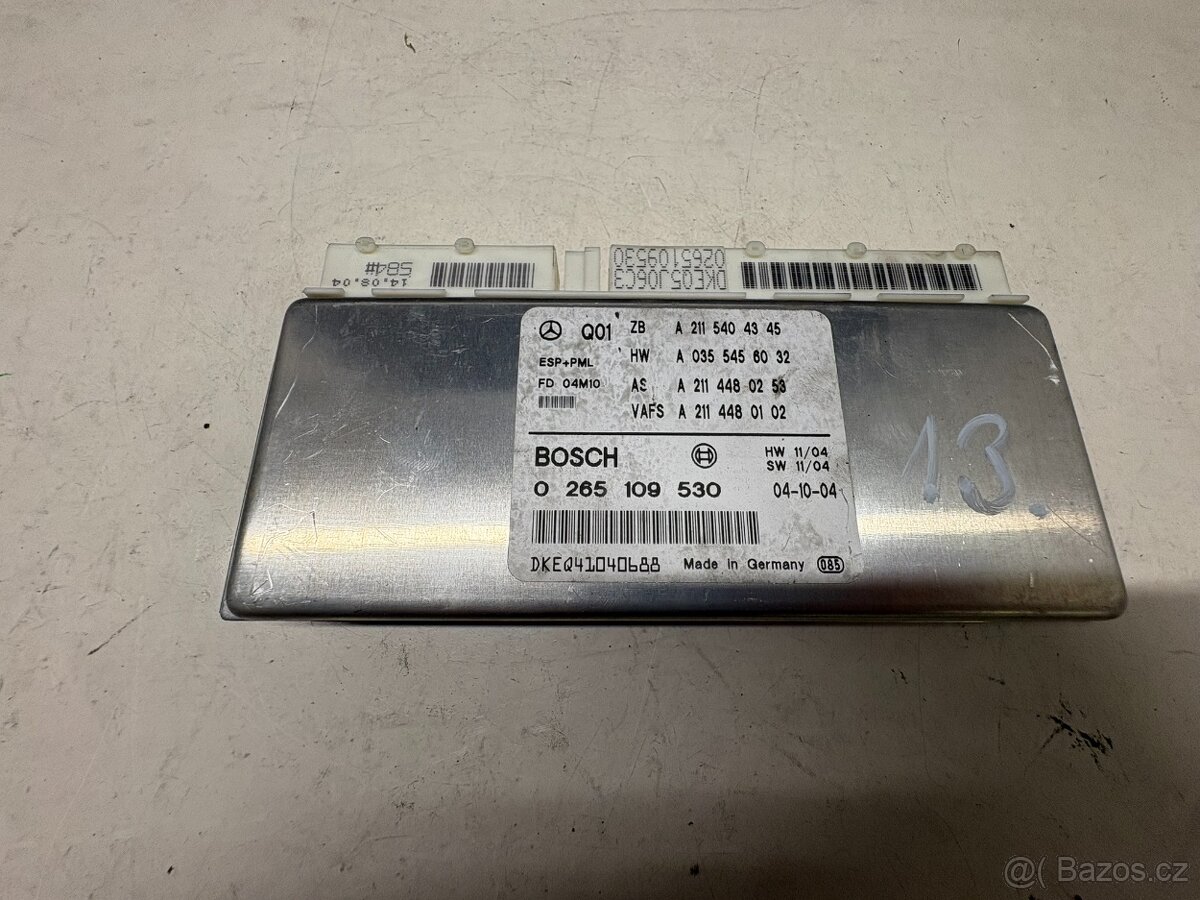 14.08.04
584#
DKEQ5J06C3
0265109530
Q01 ZB A 211 540 43 45
ESP+PML HW A 035 545 60 32
FD 04M10 AS A 211 448 02 53
VAFS A 211 448 01 02
BOSCH HW 11/04
SW 11/04
0 265 109 530 04-10-04
DKEQ41040688 Made in Germany 085
13.
@( Bazos.cz